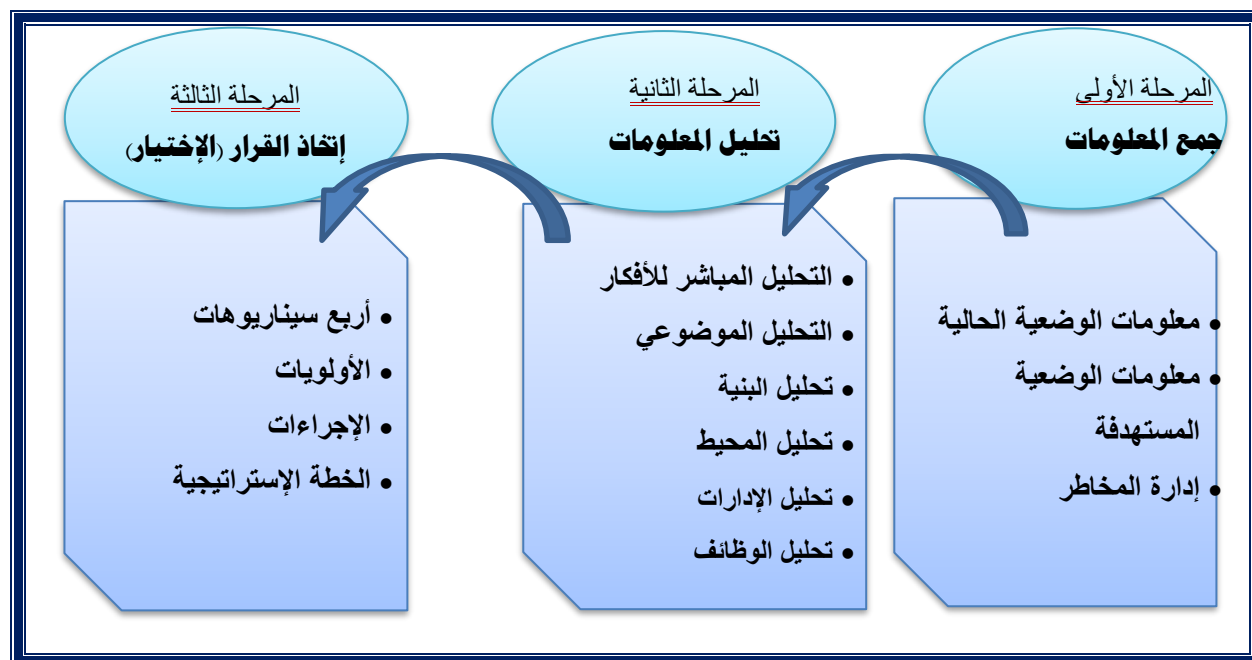 المرحلة الأولى
جمع المعلومات
• معلومات الوضعية الحالية
• معلومات الوضعية
المستهدفة
• إدارة المخاطر
المرحلة الثانية
تحليل المعلومات
• التحليل المباشر للأفكار
• التحليل الموضوعي
• تحليل البنية
• تحليل المحيط
• تحليل الإدارات
• تحليل الوظائف
المرحلة الثالثة
إتخاذ القرار (الإختيار)
• أربع سيناريوهات
• الأولويات
• الإجراءات
• الخطة الإستراتيجية